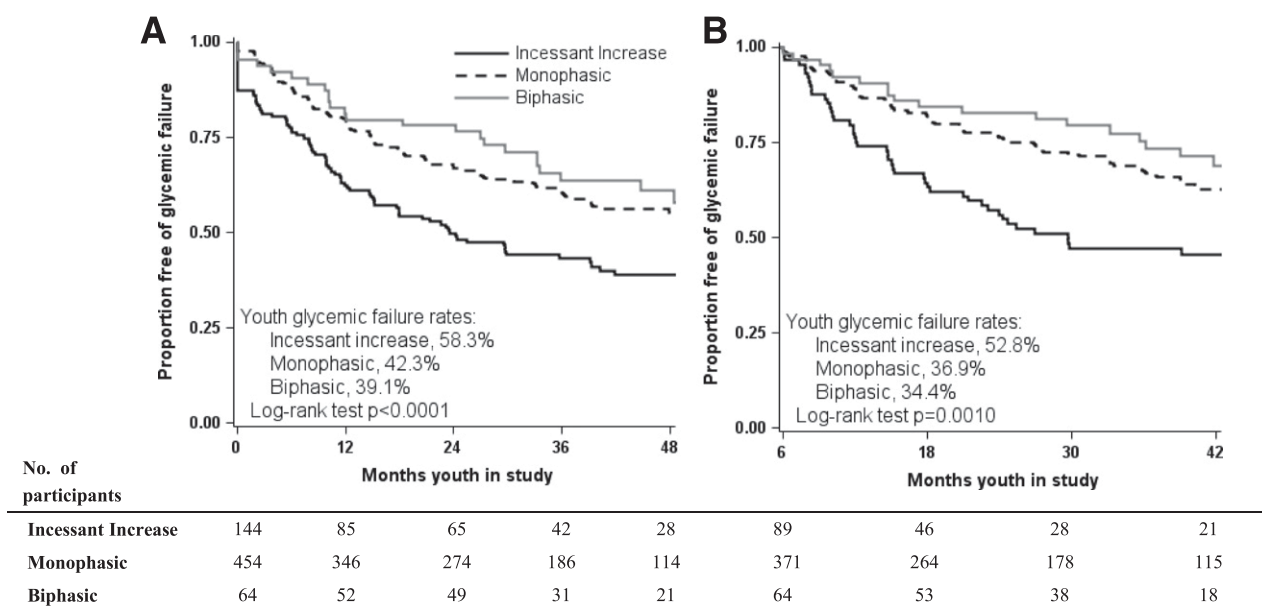 A
1.00
0.75
0.50
0.25
0.00
Proportion free of glycemic failure
Incessant Increase
Monophasic
Biphasic
Youth glycemic failure rates:
Incessant increase, 58.3%
Monophasic, 42.3%
Biphasic, 39.1%
Log-rank test p<0.0001
0 12 24 36 48
Months youth in study
B
1.00
0.75
0.50
0.25
0.00
Proportion free of glycemic failure
Youth glycemic failure rates:
Incessant increase, 52.8%
Monophasic, 36.9%
Biphasic, 34.4%
Log-rank test p=0.0010
6 18 30 42
Months youth in study
No. of
participants
Incessant Increase 144 85 65 42 28 89 46 28 21
Monophasic 454 346 274 186 114 371 264 178 115
Biphasic 64 52 49 31 21 64 53 38 18